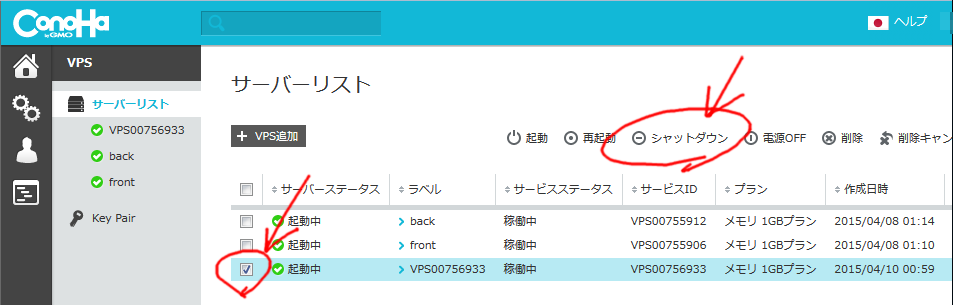 ConoHa
by GMO
ヘルプ
VPS
サーバーリスト
VPS00756933
back
front
Key Pair
サーバーリスト
+ VPS追加
起動 再起動 シャットダウン 電源OFF 削除 削除キャン
サーバーステータス ラベル サービスステータス サービスID プラン 作成日時
起動中 back 稼働中 VPS00755912 メモリ 1GBプラン 2015/04/08 01:14
起動中 front 稼働中 VPS00755906 メモリ 1GBプラン 2015/04/08 01:10
起動中 VPS00756933 稼働中 VPS00756933 メモリ 1GBプラン 2015/04/10 00:59